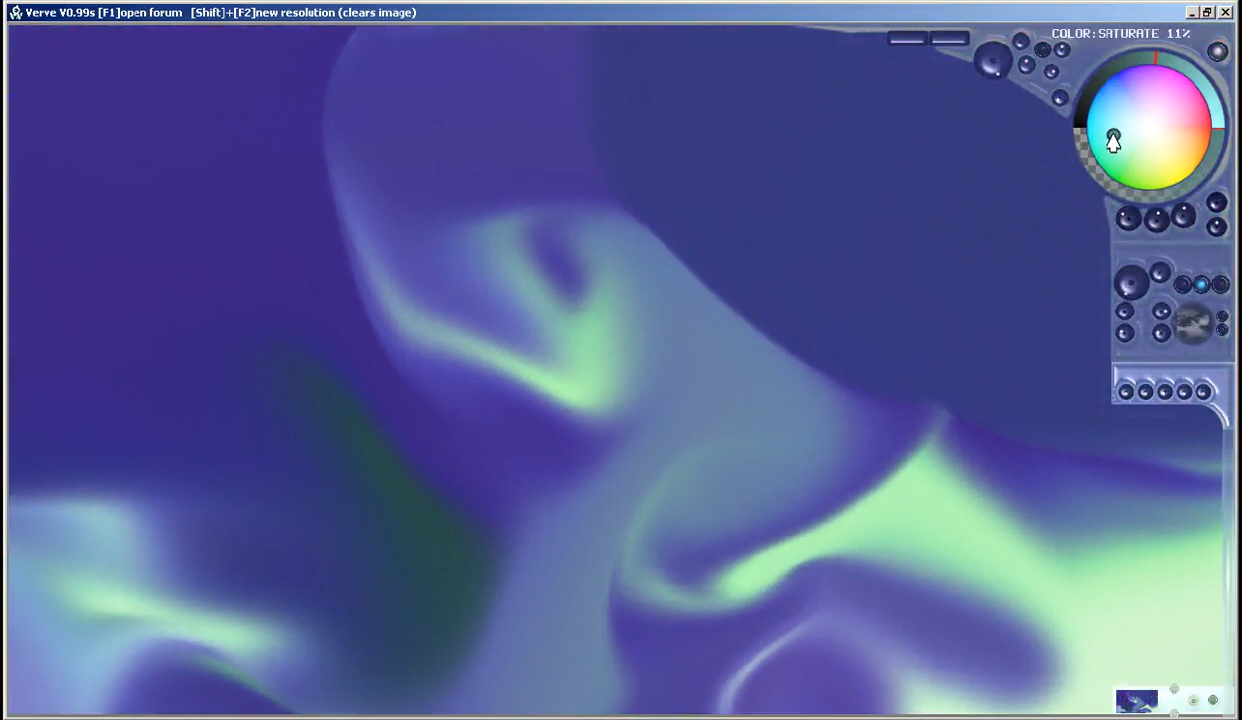 Verve V0.99s [F1]open forum [Shift]+[F2]new resolution (clears image)
COLOR:SATURATE 11%